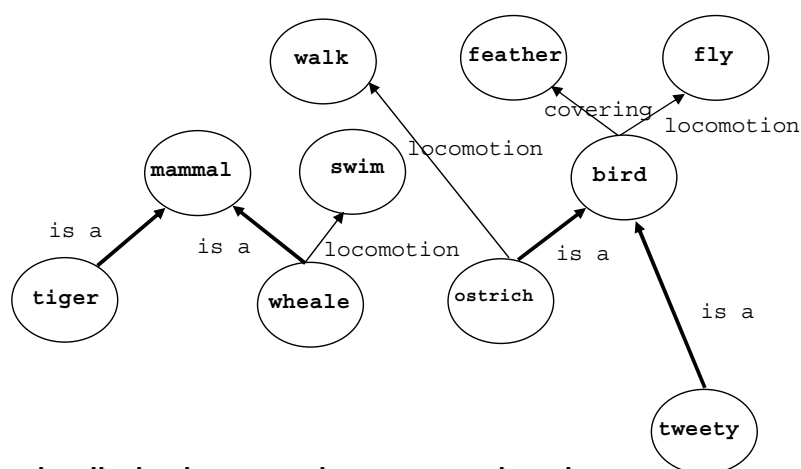 walk
feather
fly
covering
locomotion
locomotion
mammal
swim
bird
is a
is a
locomotion
is a
tiger
wheale
ostrich
is a
tweety